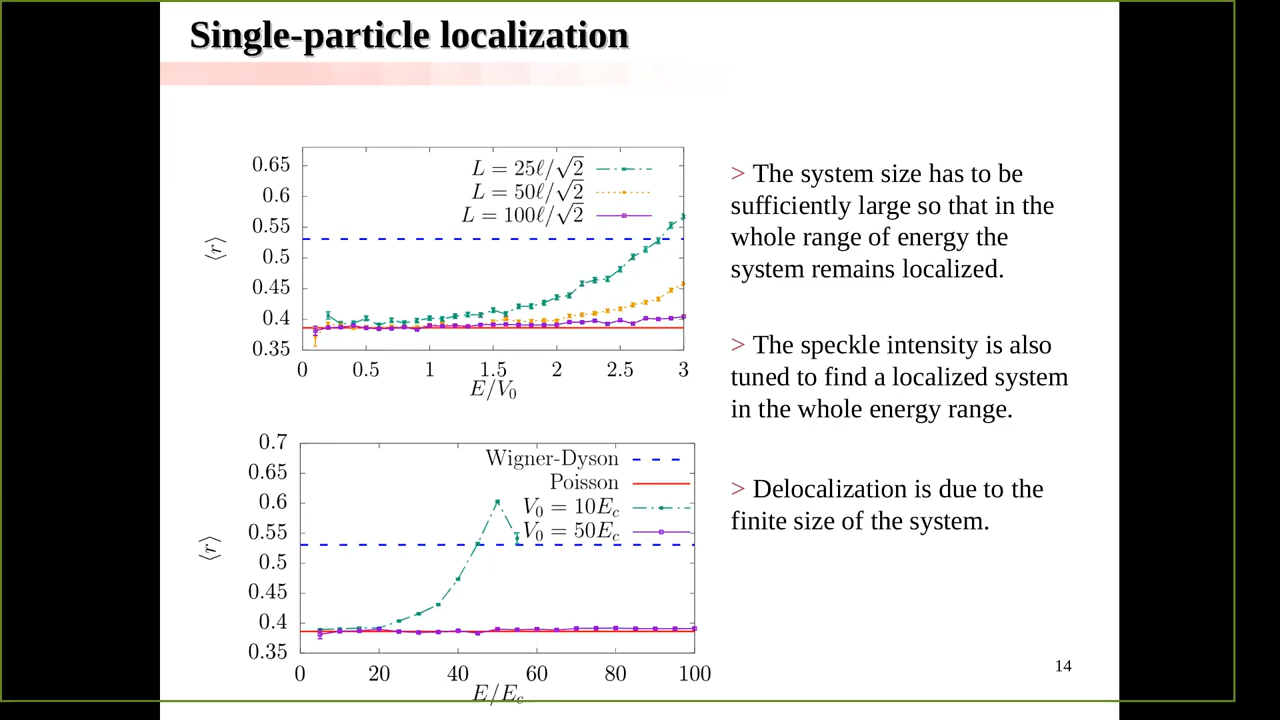 Single-particle localization
L = 25ℓ/√2
L = 50ℓ/√2
L = 100ℓ/√2
0.65
0.6
0.55
0.5
0.45
0.4
0.35
⟨r⟩
0 0.5 1 1.5 2 2.5 3
E/V₀
0.7
0.65
0.6
0.55
0.5
0.45
0.4
0.35
⟨r⟩
Wigner-Dyson
Poisson
V₀ = 10E_c
V₀ = 50E_c
0 20 40 60 80 100
E/E_c
> The system size has to be
sufficiently large so that in the
whole range of energy the
system remains localized.
> The speckle intensity is also
tuned to find a localized system
in the whole energy range.
> Delocalization is due to the
finite size of the system.
14